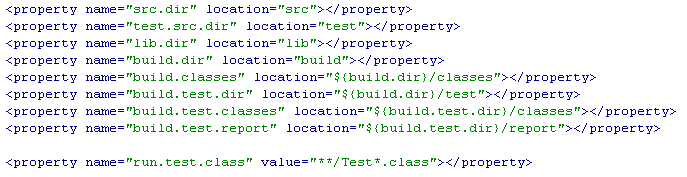 <property name="src.dir" location="src"></property>
<property name="test.src.dir" location="test"></property>
<property name="lib.dir" location="lib"></property>
<property name="build.dir" location="build"></property>
<property name="build.classes" location="${build.dir}/classes"></property>
<property name="build.test.dir" location="${build.dir}/test"></property>
<property name="build.test.classes" location="${build.test.dir}/classes"></property>
<property name="build.test.report" location="${build.test.dir}/report"></property>
<property name="run.test.class" value="**/Test*.class"></property>